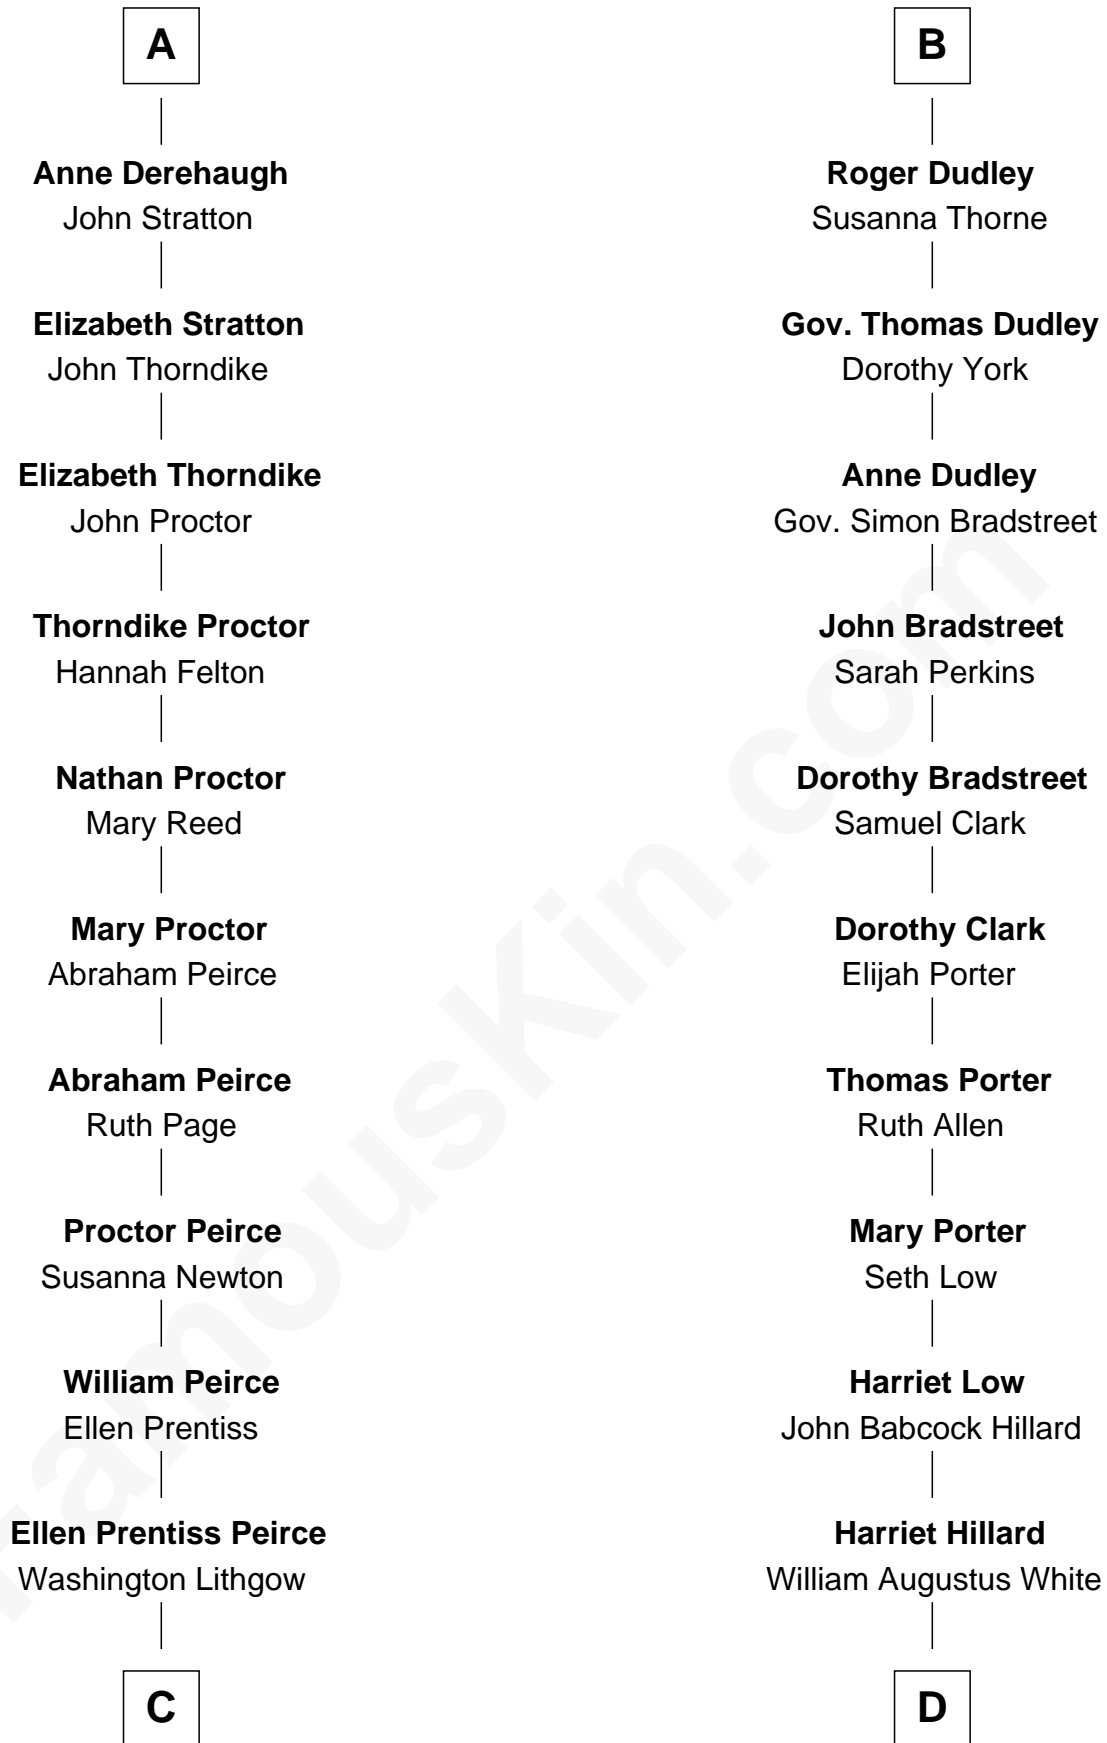 A
Anne Derehaugh
John Stratton
Elizabeth Stratton
John Thorndike
Elizabeth Thorndike
John Proctor
Thorndike Proctor
Hannah Felton
Nathan Proctor
Mary Reed
Mary Proctor
Abraham Peirce
Abraham Peirce
Ruth Page
Proctor Peirce
Susanna Newton
William Peirce
Ellen Prentiss
Ellen Prentiss Peirce
Washington Lithgow
C
B
Roger Dudley
Susanna Thorne
Gov. Thomas Dudley
Dorothy York
Anne Dudley
Gov. Simon Bradstreet
John Bradstreet
Sarah Perkins
Dorothy Bradstreet
Samuel Clark
Dorothy Clark
Elijah Porter
Thomas Porter
Ruth Allen
Mary Porter
Seth Low
Harriet Low
John Babcock Hillard
Harriet Hillard
William Augustus White
D
FamousKin.com